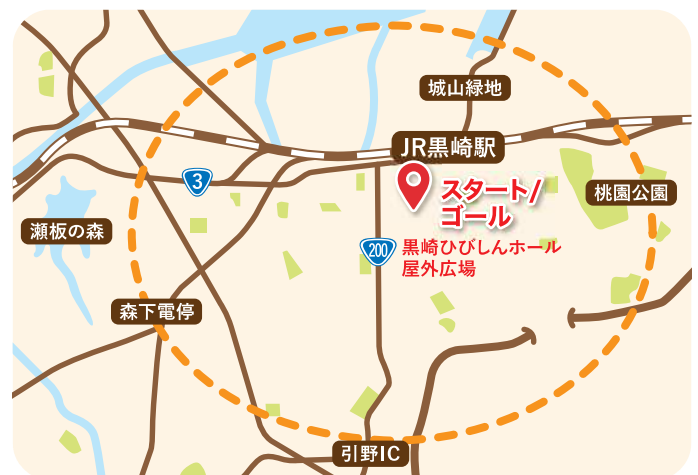 城山緑地
JR黒崎駅
3
スタート/
ゴール
桃園公園
瀬板の森
200
黒崎ひびしんホール
屋外広場
森下電停
引野IC